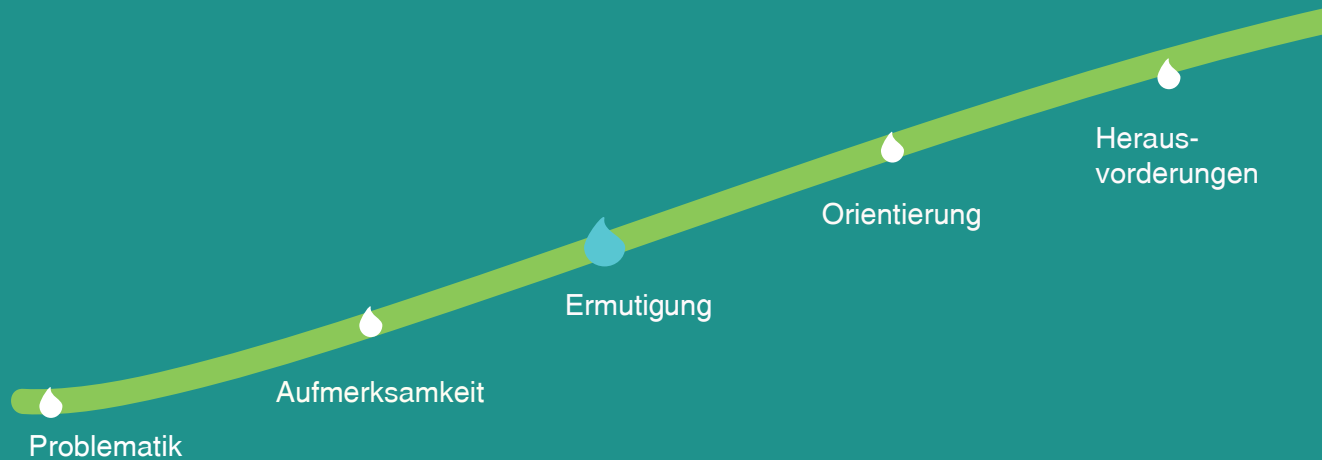 Problematik
Aufmerksamkeit
Ermutigung
Orientierung
Heraus-
vorderungen